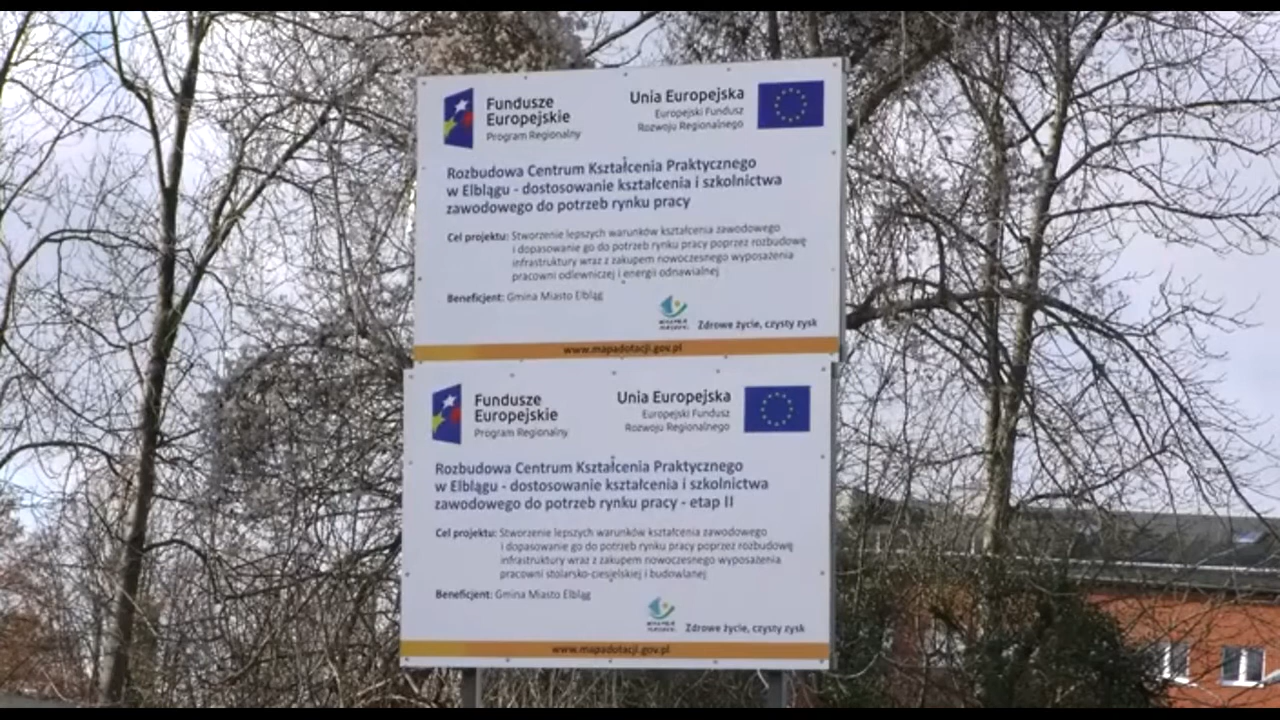 Fundusze
Europejskie
Program Regionalny
Unia Europejska
Europejski Fundusz
Rozwoju Regionalnego
Rozbudowa Centrum Kształcenia Praktycznego
w Elblągu - dostosowanie kształcenia i szkolnictwa
zawodowego do potrzeb rynku pracy
Cel projektu: Stworzenie lepszych warunków kształcenia zawodowego
i dopasowanie go do potrzeb rynku pracy poprzez rozbudowę
infrastruktury wraz z zakupem nowoczesnego wyposażenia
pracowni odlewniczej i energii odnawialnej
Beneficjent: Gmina Miasto Elbląg
Zdrowe życie, czysty zysk
www.mapadotacji.gov.pl
Fundusze
Europejskie
Program Regionalny
Unia Europejska
Europejski Fundusz
Rozwoju Regionalnego
Rozbudowa Centrum Kształcenia Praktycznego
w Elblągu - dostosowanie kształcenia i szkolnictwa
zawodowego do potrzeb rynku pracy - etap II
Cel projektu: Stworzenie lepszych warunków kształcenia zawodowego
i dopasowanie go do potrzeb rynku pracy poprzez rozbudowę
infrastruktury wraz z zakupem nowoczesnego wyposażenia
pracowni stolarsko-ciesielskiej i budowlanej
Beneficjent: Gmina Miasto Elbląg
Zdrowe życie, czysty zysk
www.mapadotacji.gov.pl